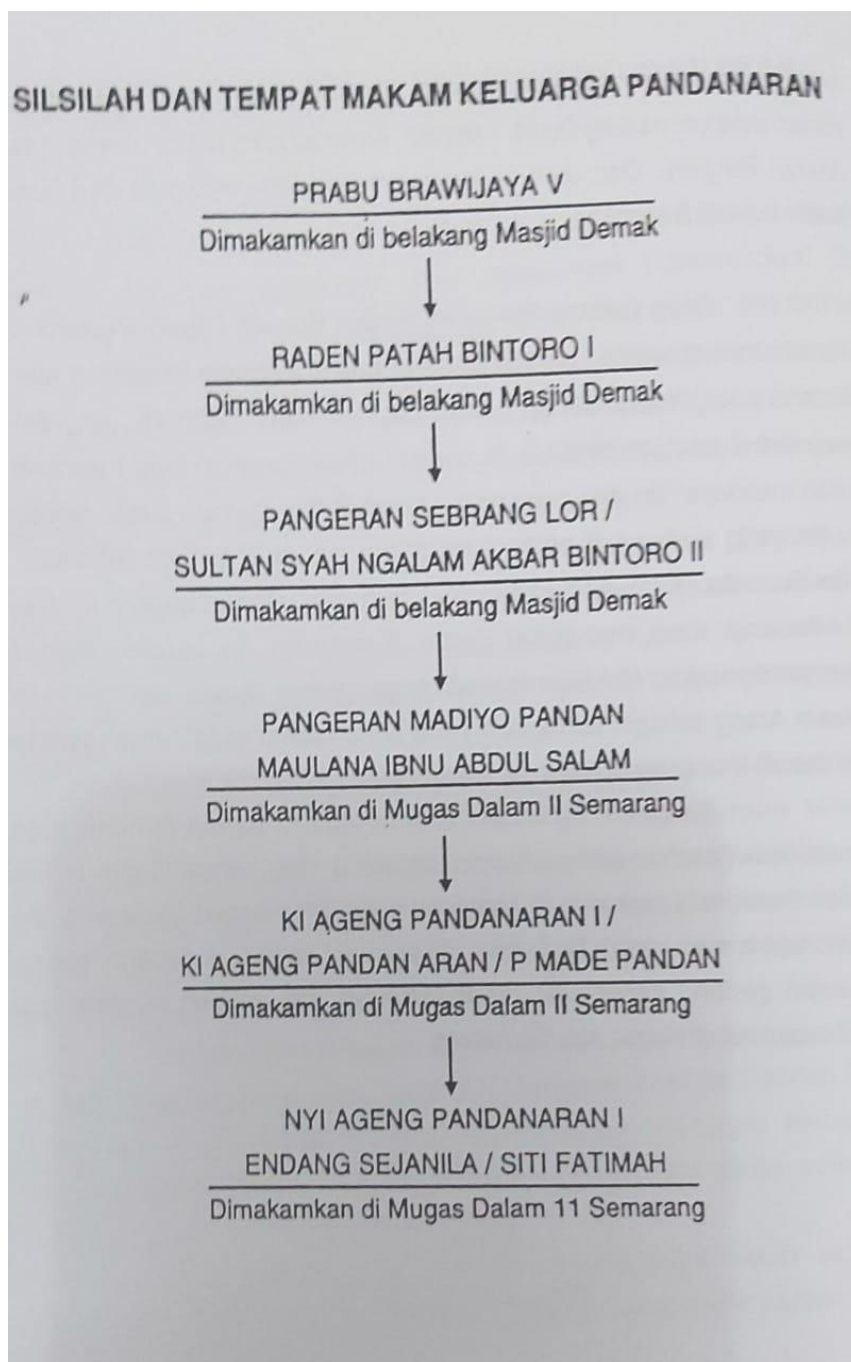 SILSILAH DAN TEMPAT MAKAM KELUARGA PANDANARAN
PRABU BRAWIJAYA V
Dimakamkan di belakang Masjid Demak
RADEN PATAH BINTORO I
Dimakamkan di belakang Masjid Demak
PANGERAN SEBRANG LOR /
SULTAN SYAH NGALAM AKBAR BINTORO II
Dimakamkan di belakang Masjid Demak
PANGERAN MADIYO PANDAN
MAULANA IBNU ABDUL SALAM
Dimakamkan di Mugas Dalam II Semarang
KI AGENG PANDANARAN I /
KI AGENG PANDAN ARAN / P MADE PANDAN
Dimakamkan di Mugas Dalam II Semarang
NYI AGENG PANDANARAN I
ENDANG SEJANILA / SITI FATIMAH
Dimakamkan di Mugas Dalam 11 Semarang